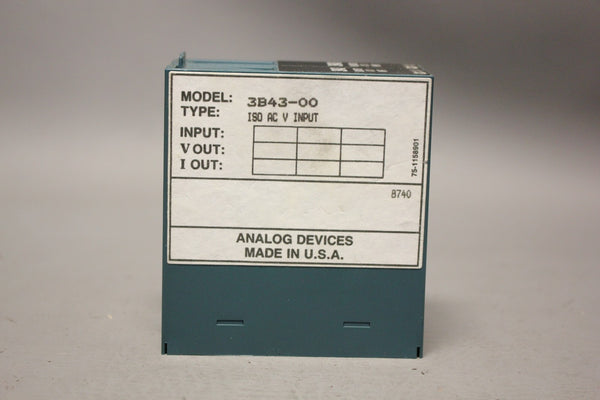 MODEL: 3B43-00
TYPE: ISO AC V INPUT
INPUT:
V OUT:
I OUT:
75-1158901
8740
ANALOG DEVICES
MADE IN U.S.A.